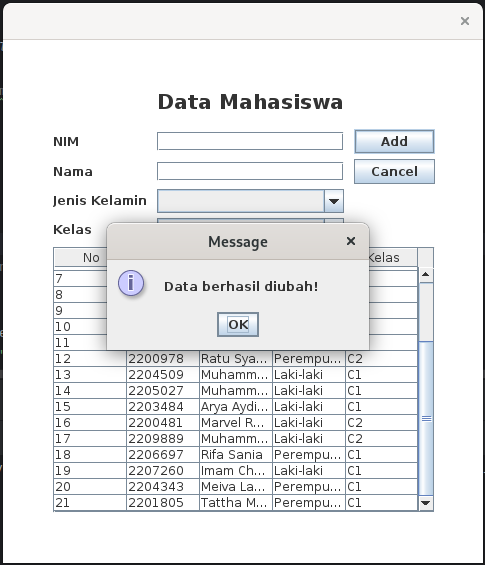 Data Mahasiswa
NIM
Add
Nama
Cancel
Jenis Kelamin
Kelas
Message
Data berhasil diubah!
OK
No Kelas
7
8
9
10
11
12 2200978 Ratu Sya... Perempu... C2
13 2204509 Muhamm... Laki-laki C1
14 2205027 Muhamm... Laki-laki C1
15 2203484 Arya Aydi... Laki-laki C1
16 2200481 Marvel R... Laki-laki C2
17 2209889 Muhamm... Laki-laki C2
18 2206697 Rifa Sania Perempu... C1
19 2207260 Imam Ch... Laki-laki C1
20 2204343 Meiva La... Perempu... C1
21 2201805 Tattha M... Perempu... C1